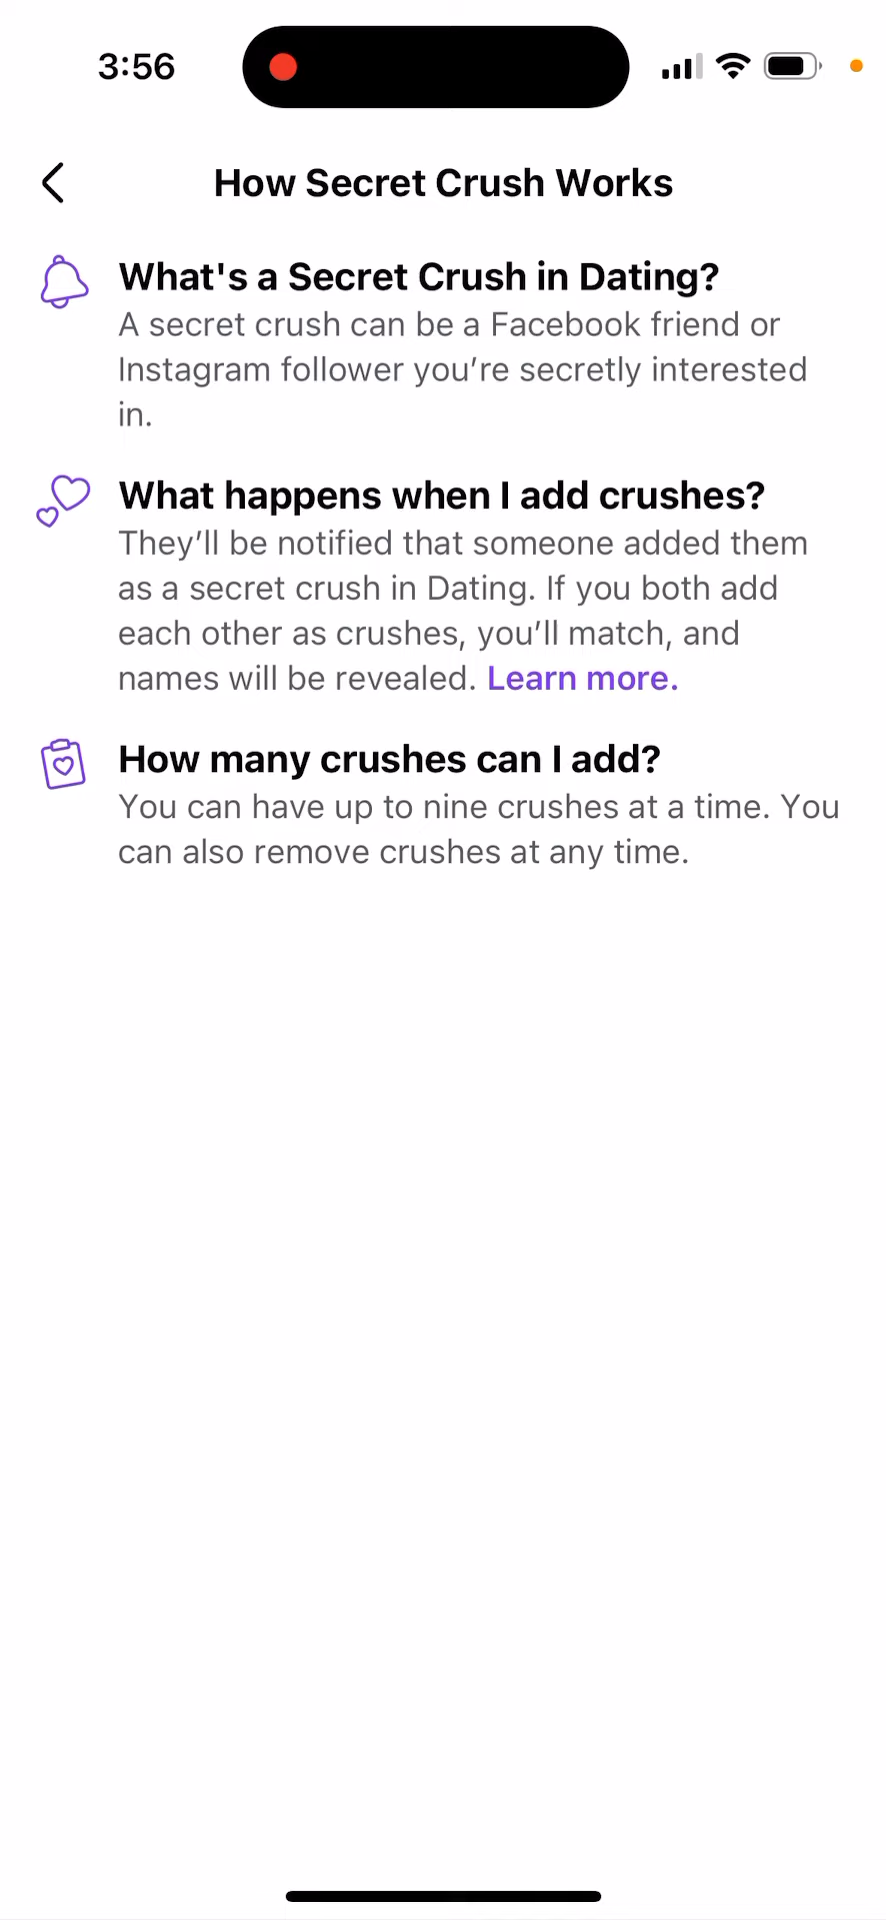 3:56
How Secret Crush Works
What's a Secret Crush in Dating?
A secret crush can be a Facebook friend or
Instagram follower you’re secretly interested
in.
What happens when I add crushes?
They’ll be notified that someone added them
as a secret crush in Dating. If you both add
each other as crushes, you’ll match, and
names will be revealed. Learn more.
How many crushes can I add?
You can have up to nine crushes at a time. You
can also remove crushes at any time.